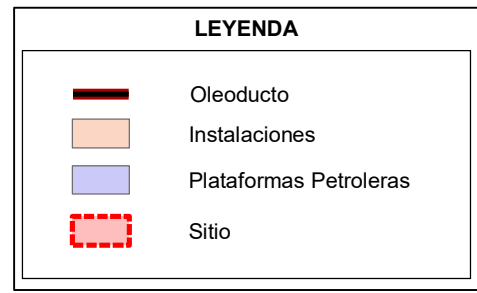 LEYENDA
Oleoducto
Instalaciones
Plataformas Petroleras
Sitio